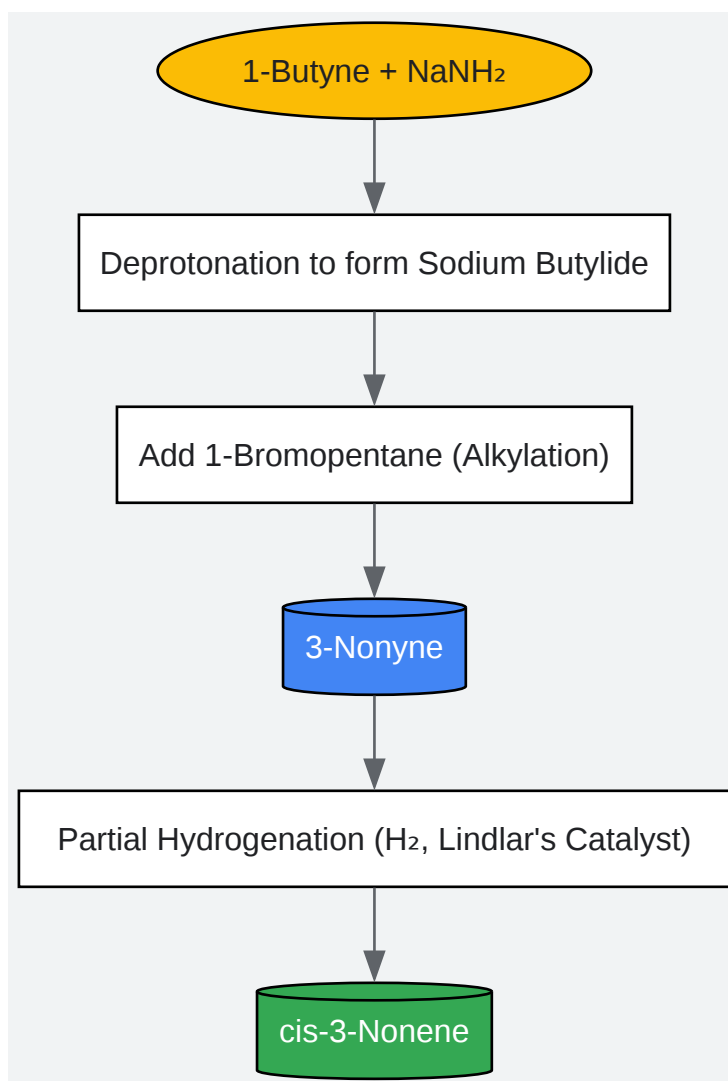 1-Butyne + NaNH₂
Deprotonation to form Sodium Butylide
Add 1-Bromopentane (Alkylation)
3-Nonyne
Partial Hydrogenation (H₂, Lindlar's Catalyst)
cis-3-Nonene